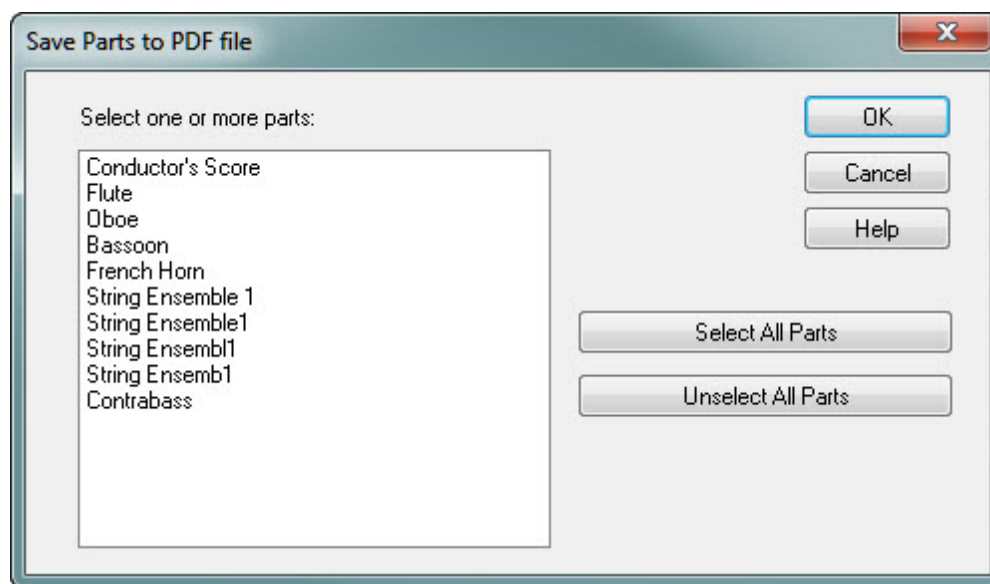 Save Parts to PDF file
Select one or more parts:
Conductor's Score
Flute
Oboe
Bassoon
French Horn
String Ensemble 1
String Ensemble1
String Ensembl1
String Ensemb1
Contrabass
OK
Cancel
Help
Select All Parts
Unselect All Parts